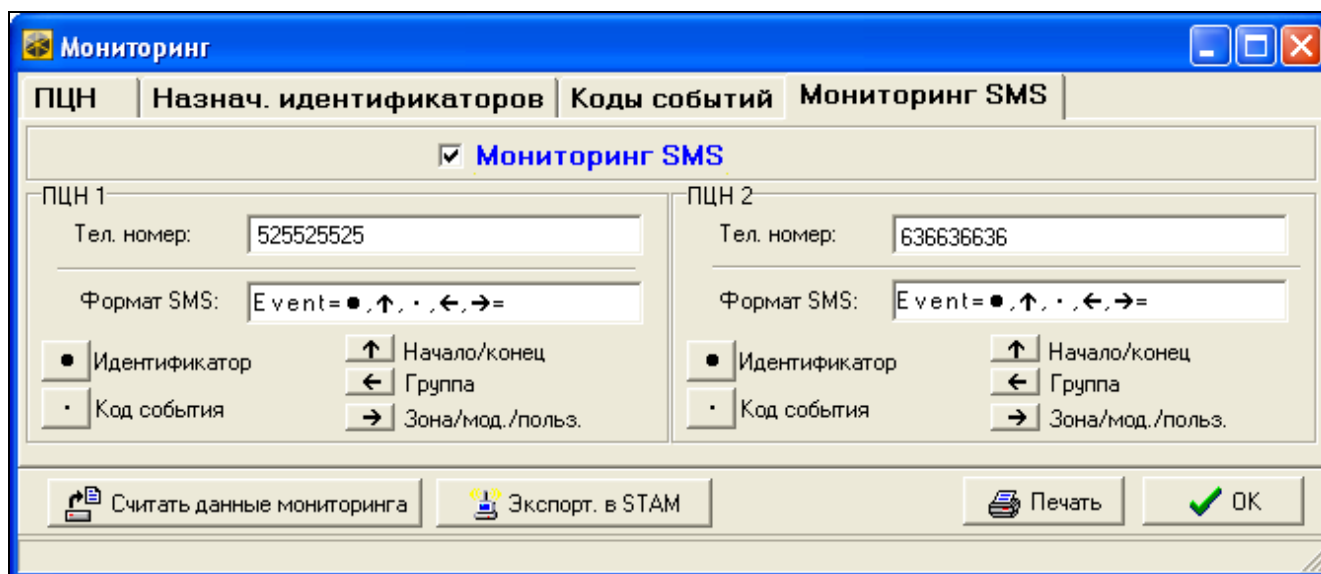 Мониторинг
ПЦН Назнач. идентификаторов Коды событий Мониторинг SMS
Мониторинг SMS
ПЦН 1
Тел. номер: 525525525
Формат SMS: Event=●,↑,·,←,→=
● Идентификатор
· Код события
↑ Начало/конец
← Группа
→ Зона/мод./польз.
ПЦН 2
Тел. номер: 636636636
Формат SMS: Event=●,↑,·,←,→=
● Идентификатор
· Код события
↑ Начало/конец
← Группа
→ Зона/мод./польз.
Считать данные мониторинга Экспорт. в STAM Печать OK